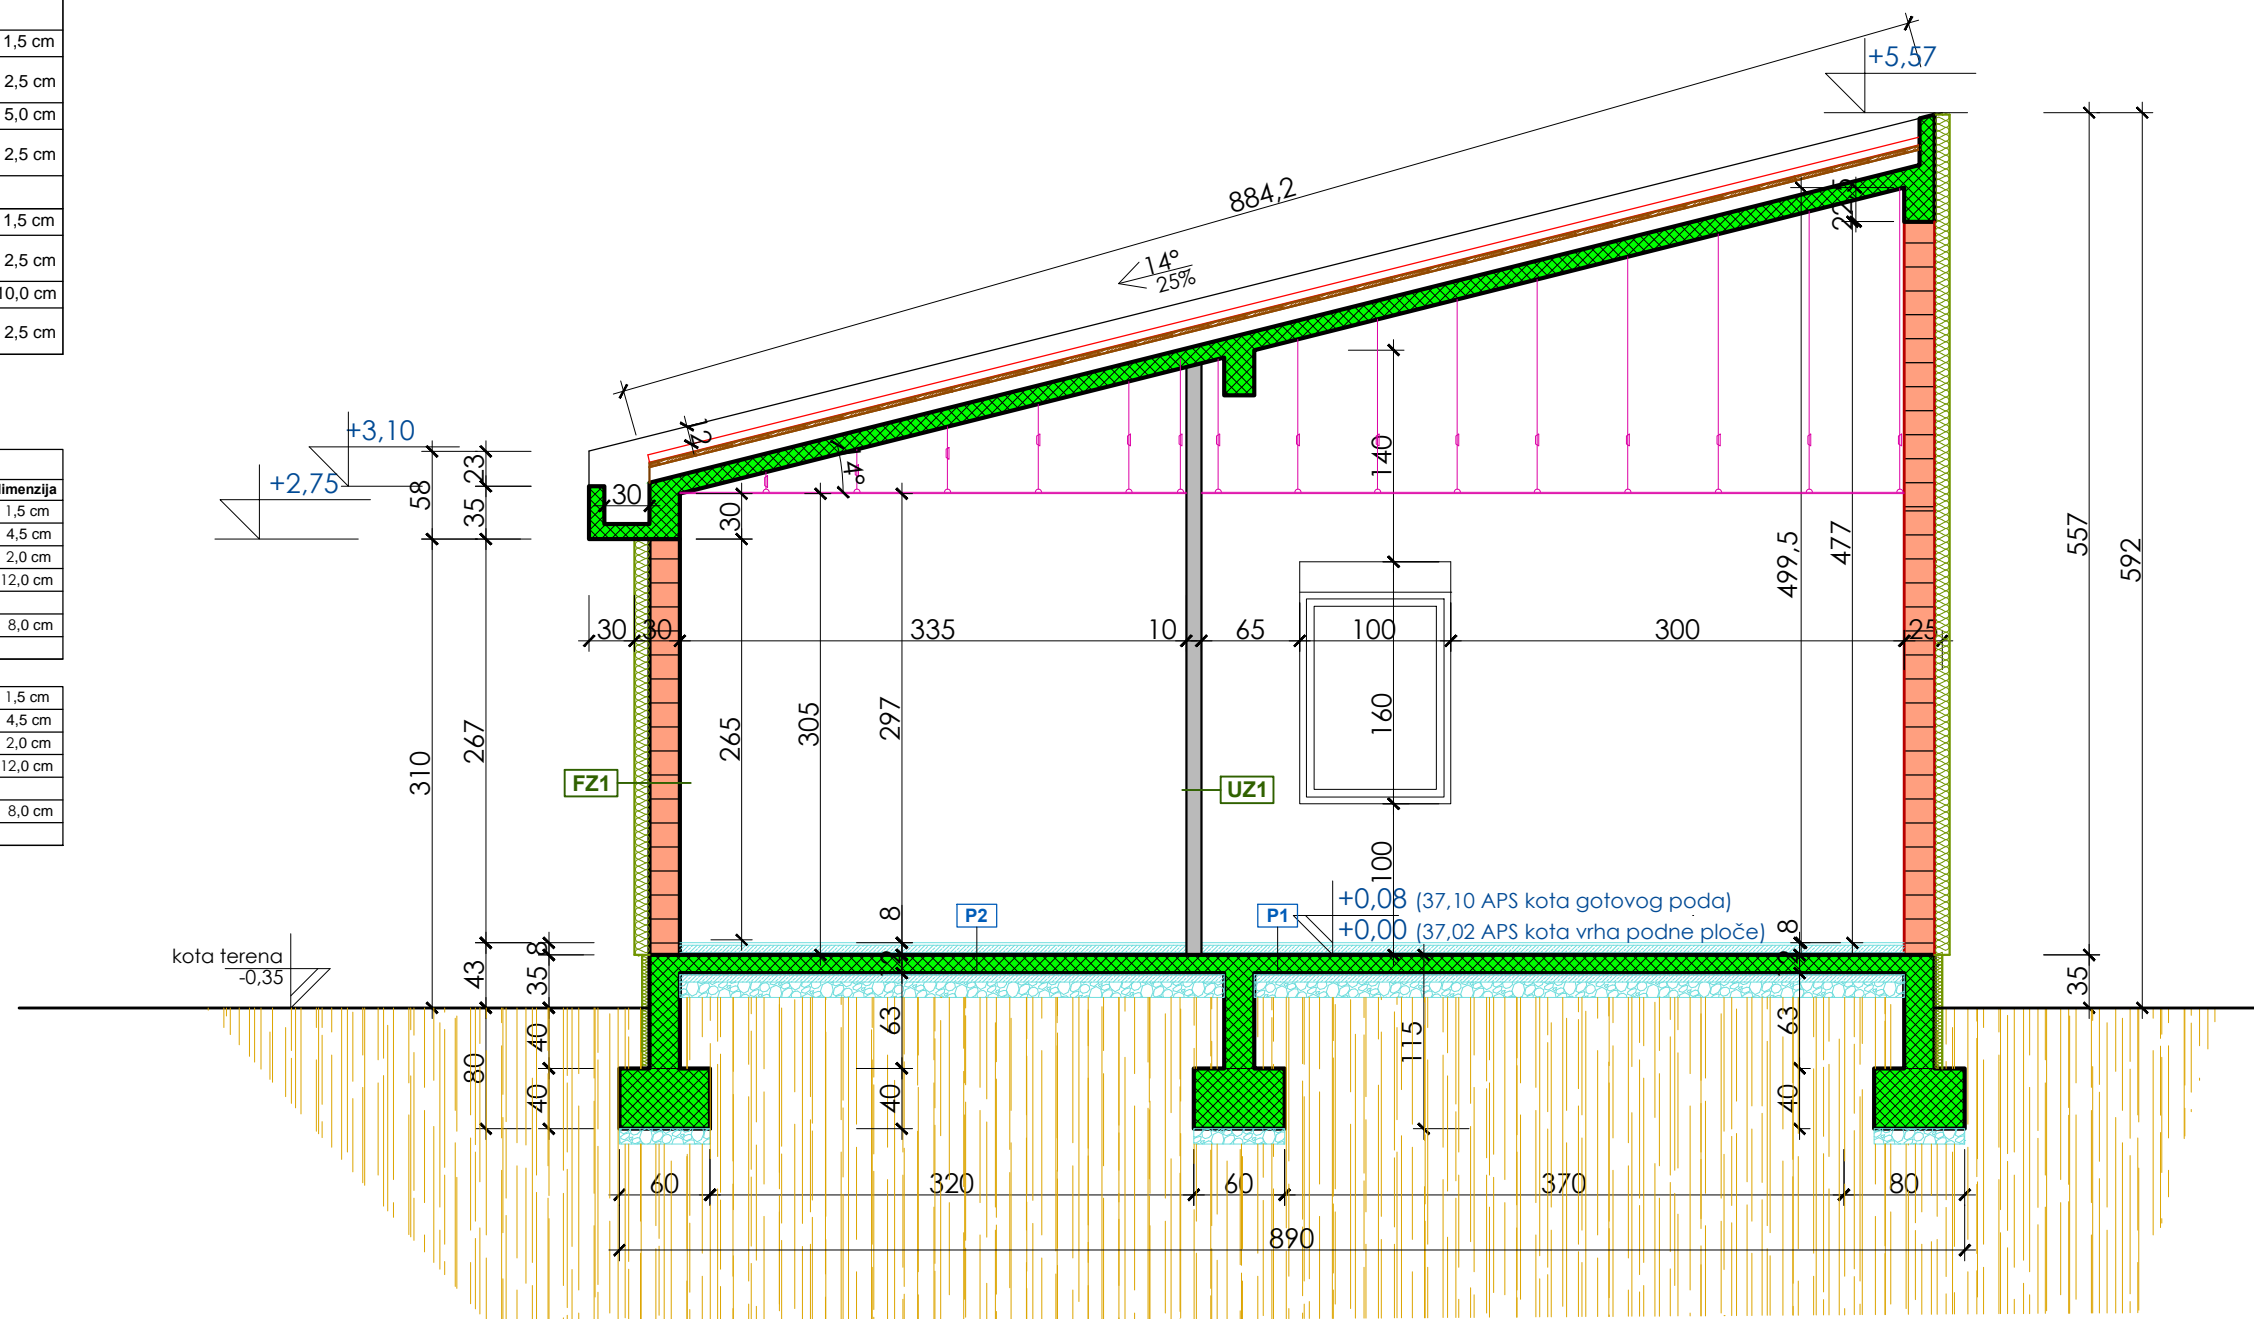 1,5 cm
2,5 cm
5,0 cm
2,5 cm
1,5 cm
2,5 cm
10,0 cm
2,5 cm
dimenzija
1,5 cm
4,5 cm
2,0 cm
12,0 cm
8,0 cm
1,5 cm
4,5 cm
2,0 cm
12,0 cm
8,0 cm
+5,57
884,2
14°
25%
22,5
+3,10
+2,75
58
23
35
30
12
14°
30
140
499,5
477
557
592
30
30
335
10
65
100
300
25
310
267
265
305
297
160
100
FZ1
UZ1
P2
P1
+0,08 (37,10 APS kota gotovog poda)
+0,00 (37,02 APS kota vrha podne ploče)
8
8
kota terena
-0,35
43
8
35
40
80
40
63
40
115
63
40
35
60
320
60
370
80
890